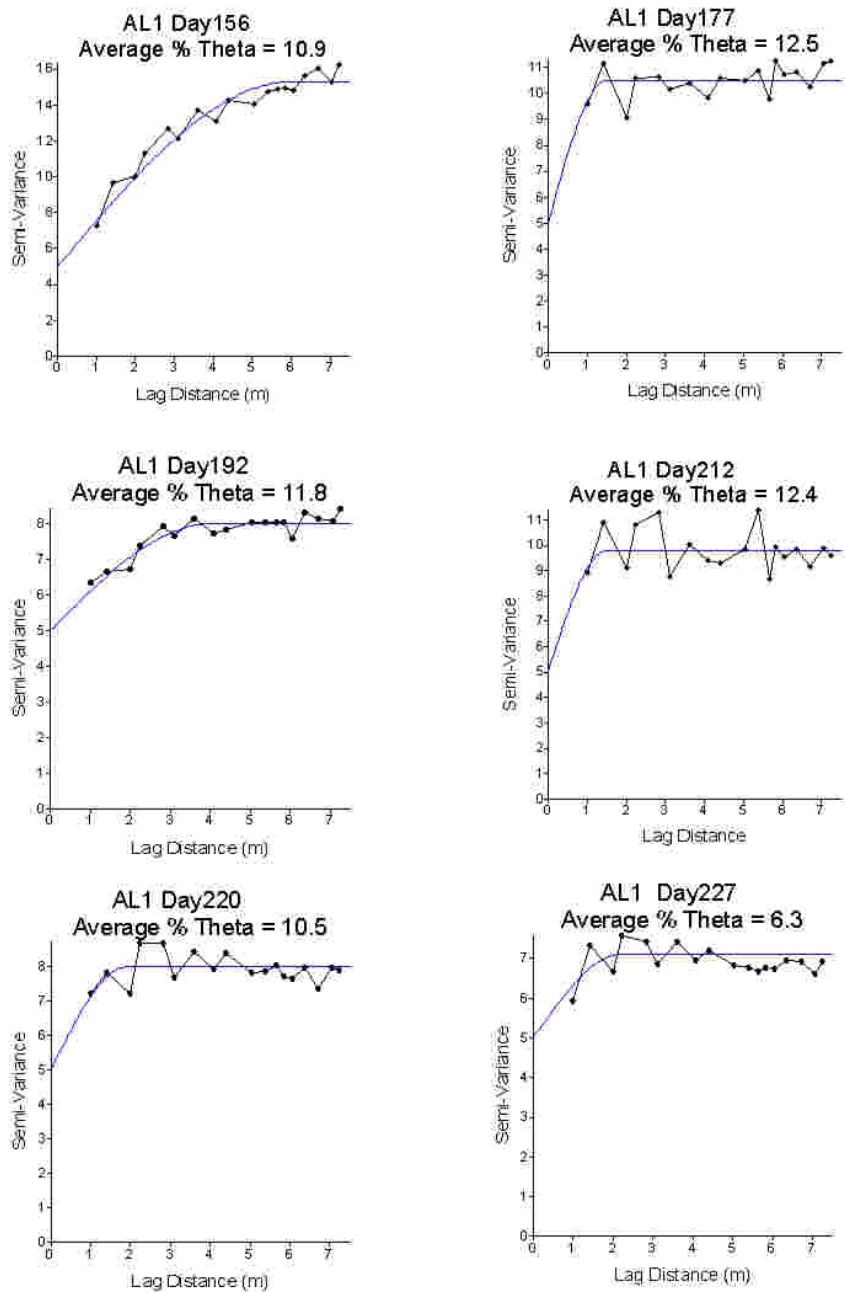 AL1 Day156
Average % Theta = 10.9
16
14
12
10
8
6
4
2
0
Semi-Variance
0 1 2 3 4 5 6 7
Lag Distance (m)
AL1 Day177
Average % Theta = 12.5
11
10
9
8
7
6
5
4
3
2
1
0
Semi-Variance
0 1 2 3 4 5 6 7
Lag Distance (m)
AL1 Day192
Average % Theta = 11.8
8
7
6
5
4
3
2
1
0
Semi-Variance
0 1 2 3 4 5 6 7
Lag Distance (m)
AL1 Day212
Average % Theta = 12.4
11
10
9
8
7
6
5
4
3
2
1
0
Semi-Variance
0 1 2 3 4 5 6 7
Lag Distance
AL1 Day220
Average % Theta = 10.5
8
7
6
5
4
3
2
1
0
Semi-Variance
0 1 2 3 4 5 6 7
Lag Distance (m)
AL1 Day227
Average % Theta = 6.3
7
6
5
4
3
2
1
0
Semi-Variance
0 1 2 3 4 5 6 7
Lag Distance (m)